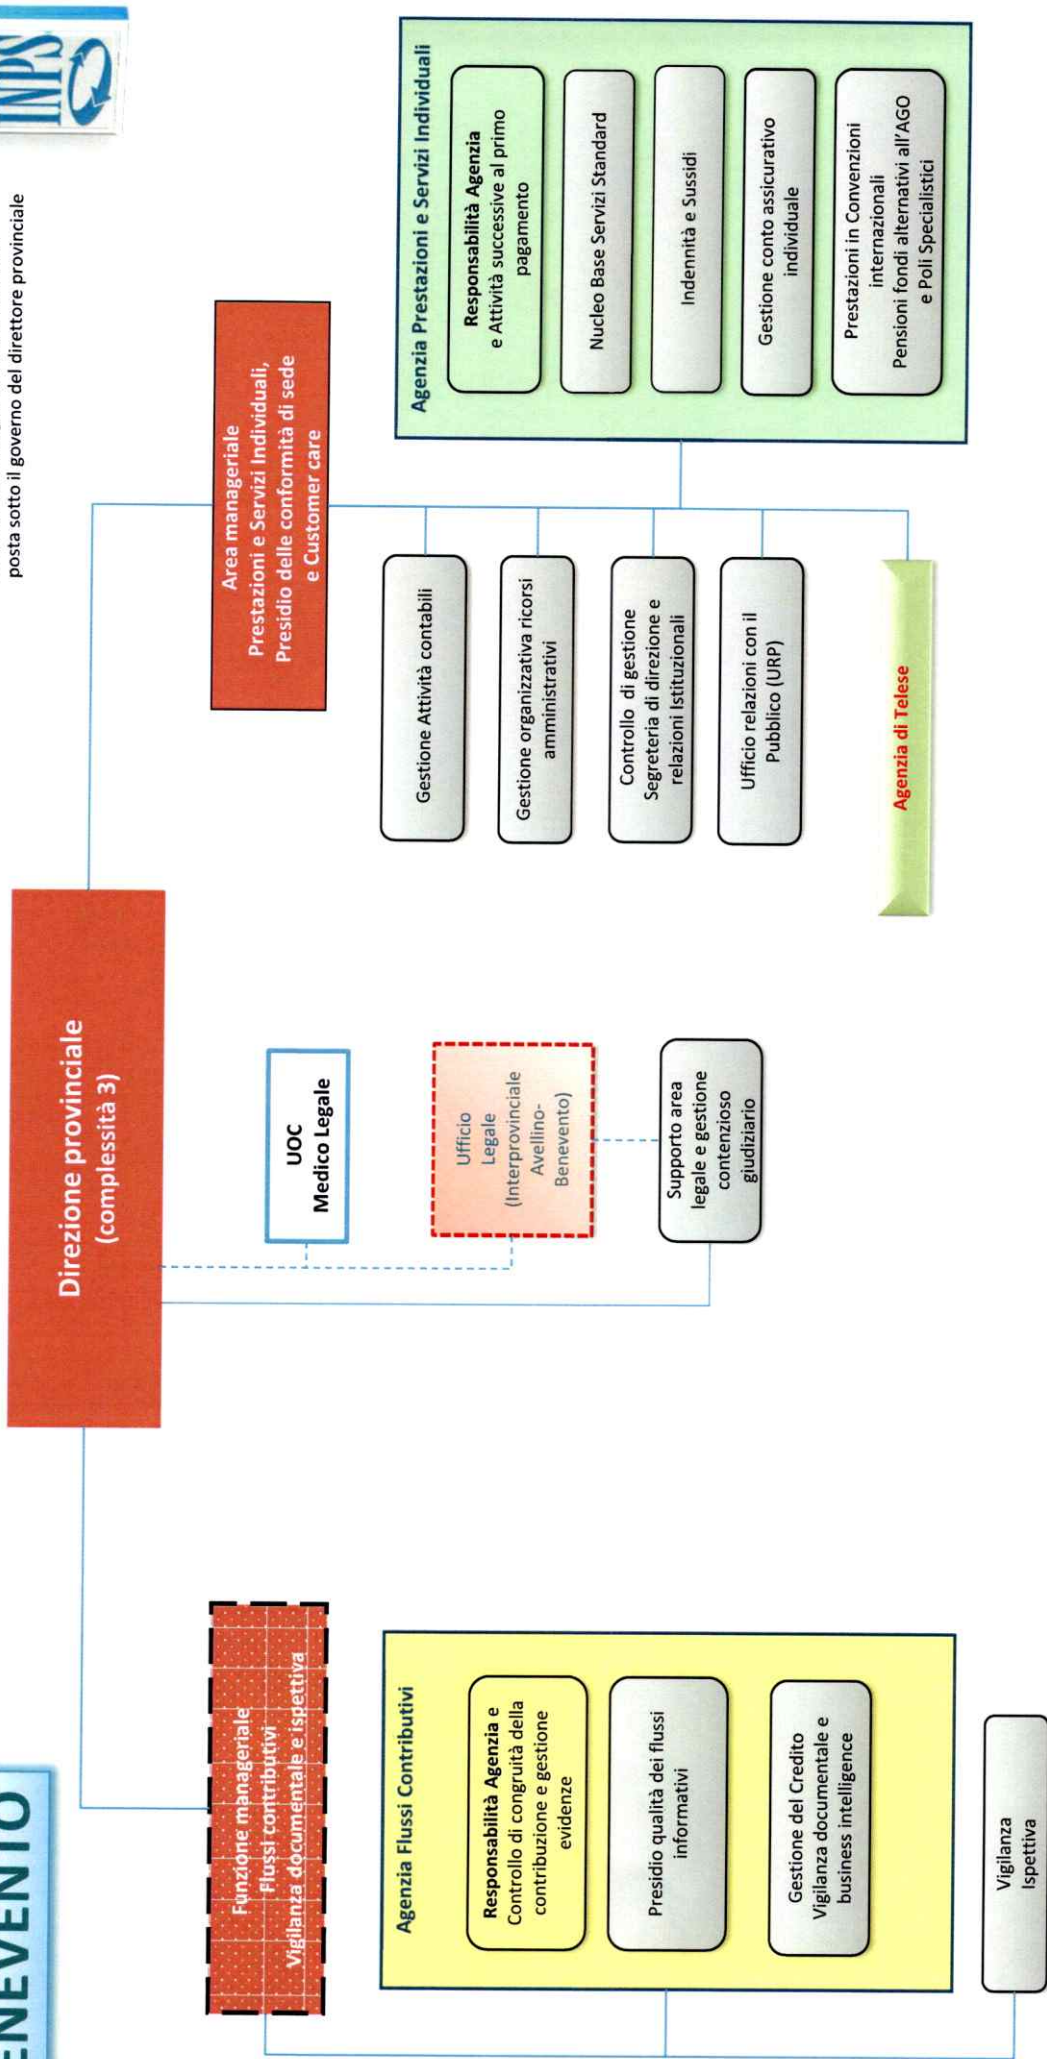 ENEVENTO
posta sotto il governo del direttore provinciale
INPS
Direzione provinciale
(complessità 3)
Funzione manageriale
Flussi contributivi
Vigilanza documentale e ispettiva
Agenzia Flussi Contributivi
Responsabilità Agenzia e
Controllo di congruità della
contribuzione e gestione
evidenze
Presidio qualità dei flussi
informativi
Gestione del Credito
Vigilanza documentale e
business intelligence
Vigilanza
Ispettiva
UOC
Medico Legale
Ufficio
Legale
(Interprovinciale
Avellino-
Benevento)
Supporto area
legale e gestione
contenzioso
giudiziario
Area manageriale
Prestazioni e Servizi Individuali,
Presidio delle conformità di sede
e Customer care
Gestione Attività contabili
Gestione organizzativa ricorsi
amministrativi
Controllo di gestione
Segreteria di direzione e
relazioni Istituzionali
Ufficio relazioni con il
Pubblico (URP)
Agenzia di Telese
Agenzia Prestazioni e Servizi Individuali
Responsabilità Agenzia
e Attività successive al primo
pagamento
Nucleo Base Servizi Standard
Indennità e Sussidi
Gestione conto assicurativo
individuale
Prestazioni in Convenzioni
internazionali
Pensioni fondi alternativi all'AGO
e Poli Specialistici